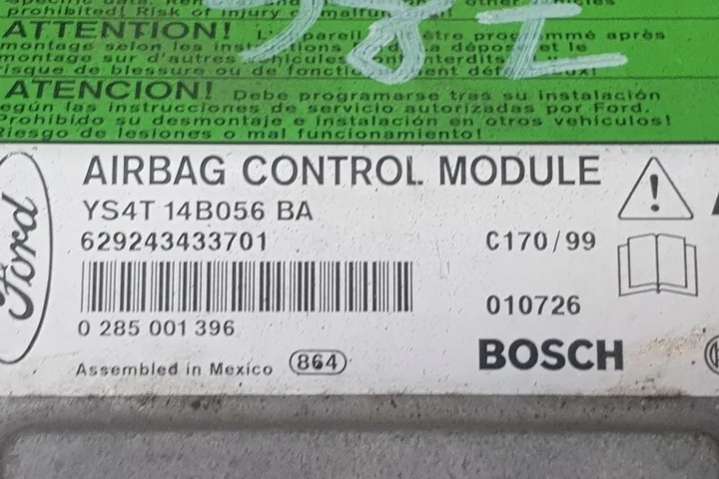 prohibited! Risk of injury
ATTENTION!
montage selon les
montage sur d'autres
risque de blessure ou de
ATENCION! Debe programarse tras su instalación
según las instrucciones de servicio autorizadas por Ford.
Prohibido su desmontaje e instalación en otros vehículos!
Riesgo de lesiones o mal funcionamiento!
Ford
AIRBAG CONTROL MODULE
YS4T 14B056 BA
629243433701
C170/99
010726
0 285 001 396
Assembled in Mexico 864
BOSCH